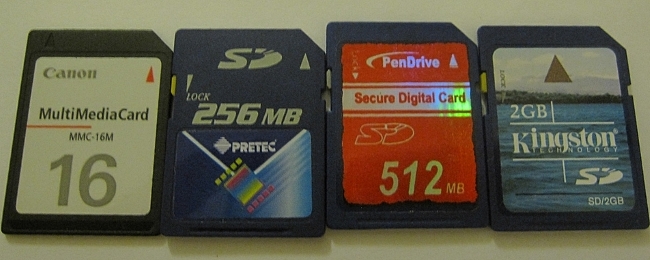 Canon
MultiMediaCard
MMC-16M
16
SD
LOCK
256 MB
PRETEC
PenDrive
Secure Digital Card
SD
512 MB
LOCK
2GB
Kingston
TECHNOLOGY
SD
SD/2GB